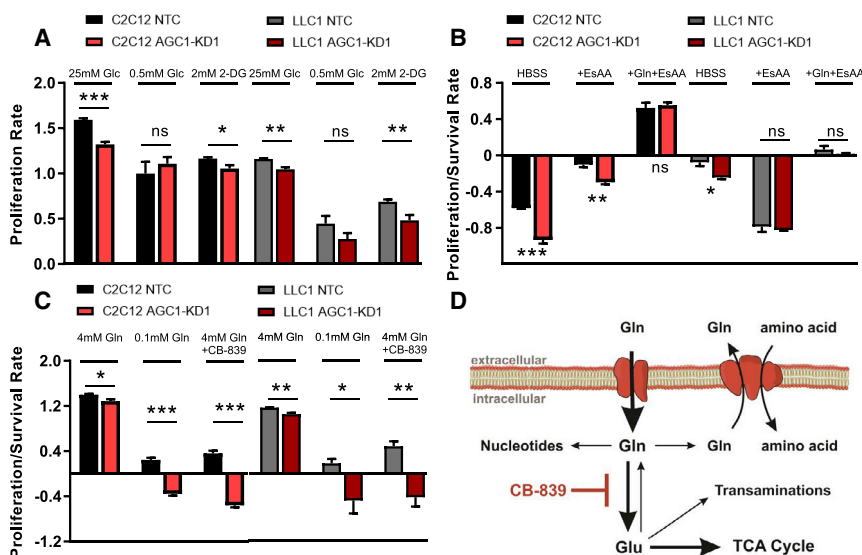 C2C12 NTC
LLC1 NTC
C2C12 AGC1-KD1
LLC1 AGC1-KD1
A
25mM Glc 0.5mM Glc 2mM 2-DG 25mM Glc 0.5mM Glc 2mM 2-DG
Proliferation Rate
2.0
1.5
1.0
0.5
0.0
*** ns * ** ns **
C2C12 NTC
LLC1 NTC
C2C12 AGC1-KD1
LLC1 AGC1-KD1
B
HBSS +EsAA +Gln+EsAA HBSS +EsAA +Gln+EsAA
Proliferation/Survival Rate
0.8
0.4
0
-0.4
-0.8
*** ** ns * ns ns
C2C12 NTC
LLC1 NTC
C2C12 AGC1-KD1
LLC1 AGC1-KD1
C
4mM Gln 0.1mM Gln 4mM Gln +CB-839 4mM Gln 0.1mM Gln 4mM Gln +CB-839
Proliferation/Survival Rate
2.0
1.2
0.4
-0.4
-1.2
* *** *** ** * **
D
Gln Gln amino acid
extracellular
intracellular
Nucleotides Gln Gln amino acid
CB-839
Transaminations
Glu TCA Cycle